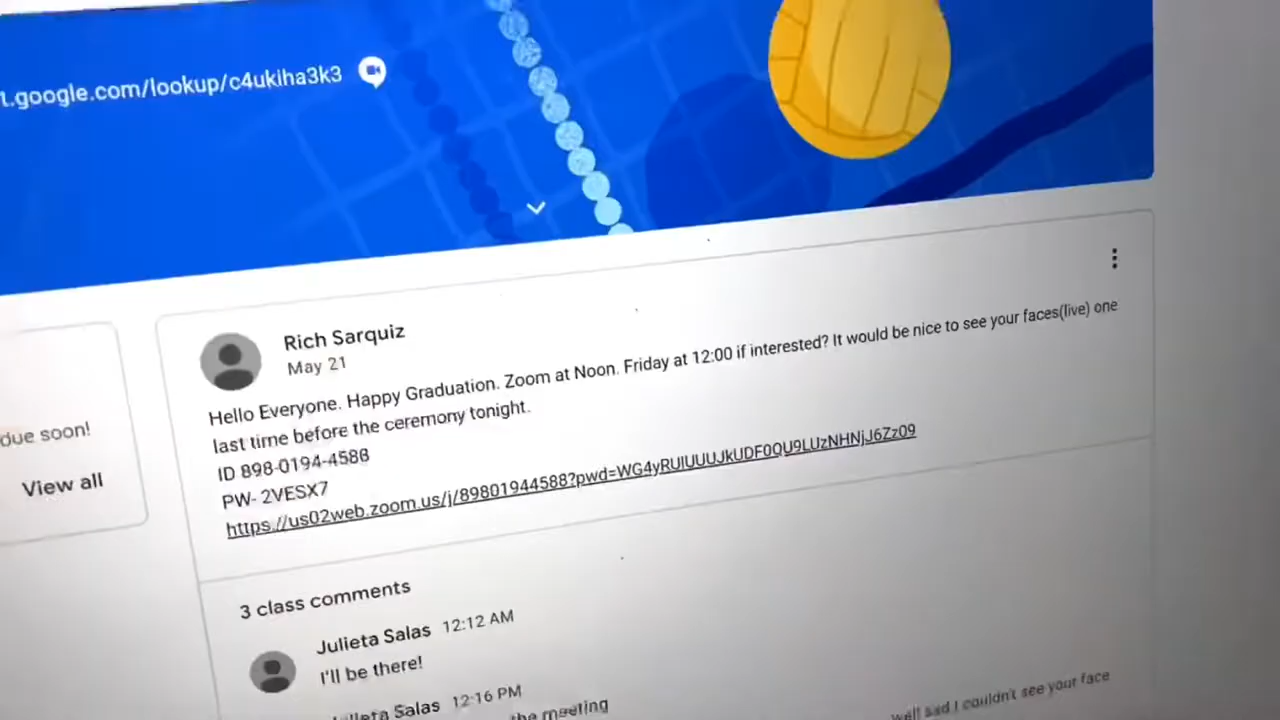 t.google.com/lookup/c4ukiha3k3
due soon!
View all
Rich Sarquiz
May 21
Hello Everyone. Happy Graduation. Zoom at Noon. Friday at 12:00 if interested? It would be nice to see your faces(live) one
last time before the ceremony tonight.
ID 898-0194-4588
PW- 2VESX7
https://us02web.zoom.us/j/89801944588?pwd=WG4yRUlUUUJkUDF0QU9LUzNHNjJ6Zz09
3 class comments
Julieta Salas 12:12 AM
I'll be there!
Julieta Salas 12:16 PM
the meeting
well sad I couldn't see your face